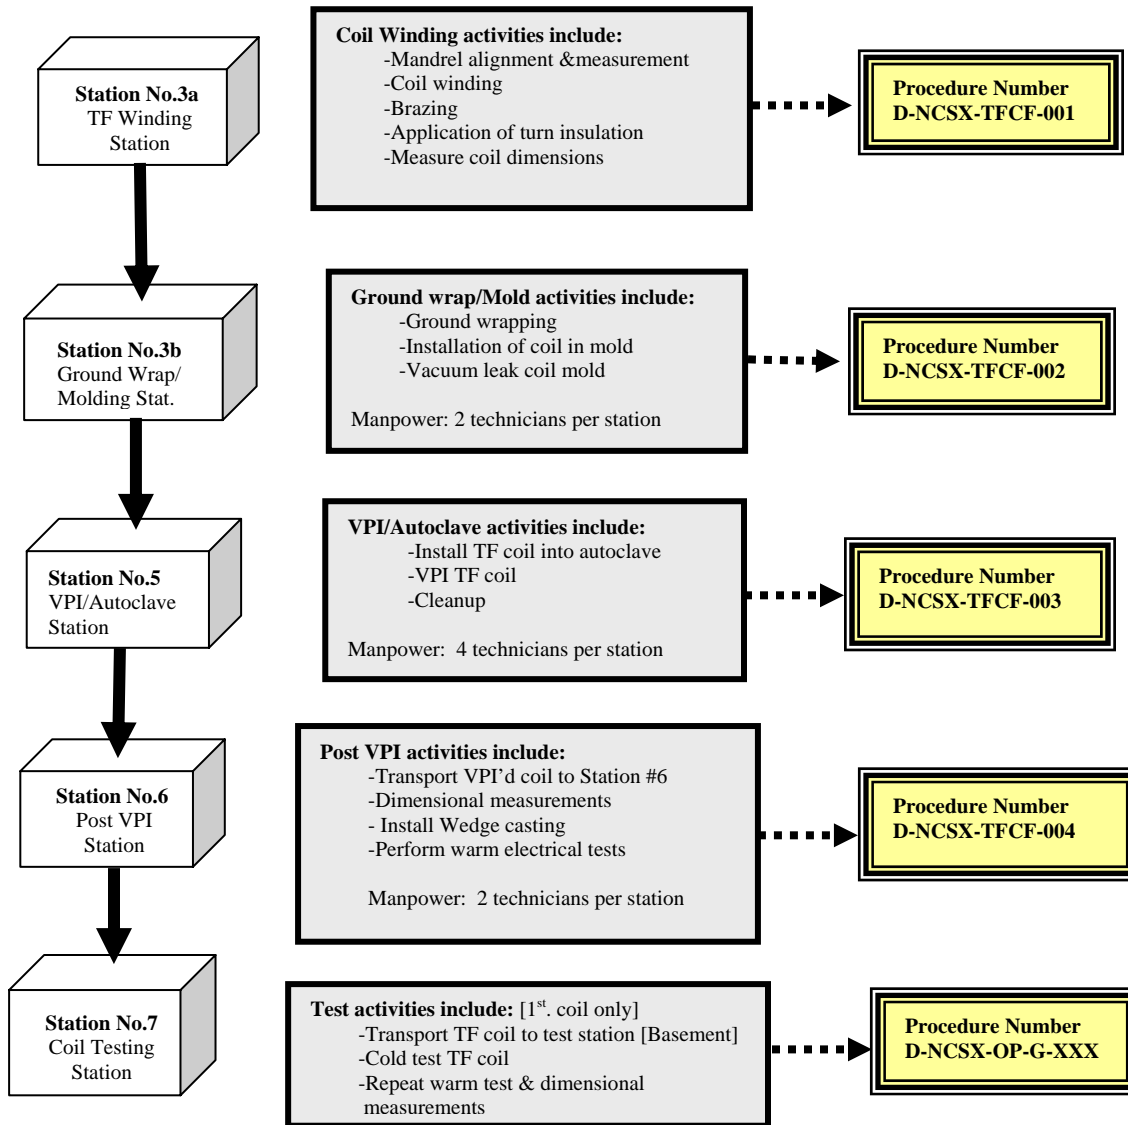 Station No.3a
TF Winding
Station
Coil Winding activities include:
-Mandrel alignment &measurement
-Coil winding
-Brazing
-Application of turn insulation
-Measure coil dimensions
Procedure Number
D-NCSX-TFCF-001
Station No.3b
Ground Wrap/
Molding Stat.
Ground wrap/Mold activities include:
-Ground wrapping
-Installation of coil in mold
-Vacuum leak coil mold
Manpower: 2 technicians per station
Procedure Number
D-NCSX-TFCF-002
Station No.5
VPI/Autoclave
Station
VPI/Autoclave activities include:
-Install TF coil into autoclave
-VPI TF coil
-Cleanup
Manpower:  4 technicians per station
Procedure Number
D-NCSX-TFCF-003
Station No.6
Post VPI
Station
Post VPI activities include:
-Transport VPI’d coil to Station #6
-Dimensional measurements
- Install Wedge casting
-Perform warm electrical tests
Manpower:  2 technicians per station
Procedure Number
D-NCSX-TFCF-004
Station No.7
Coil Testing
Station
Test activities include: [1st. coil only]
-Transport TF coil to test station [Basement]
-Cold test TF coil
-Repeat warm test & dimensional
measurements
Procedure Number
D-NCSX-OP-G-XXX